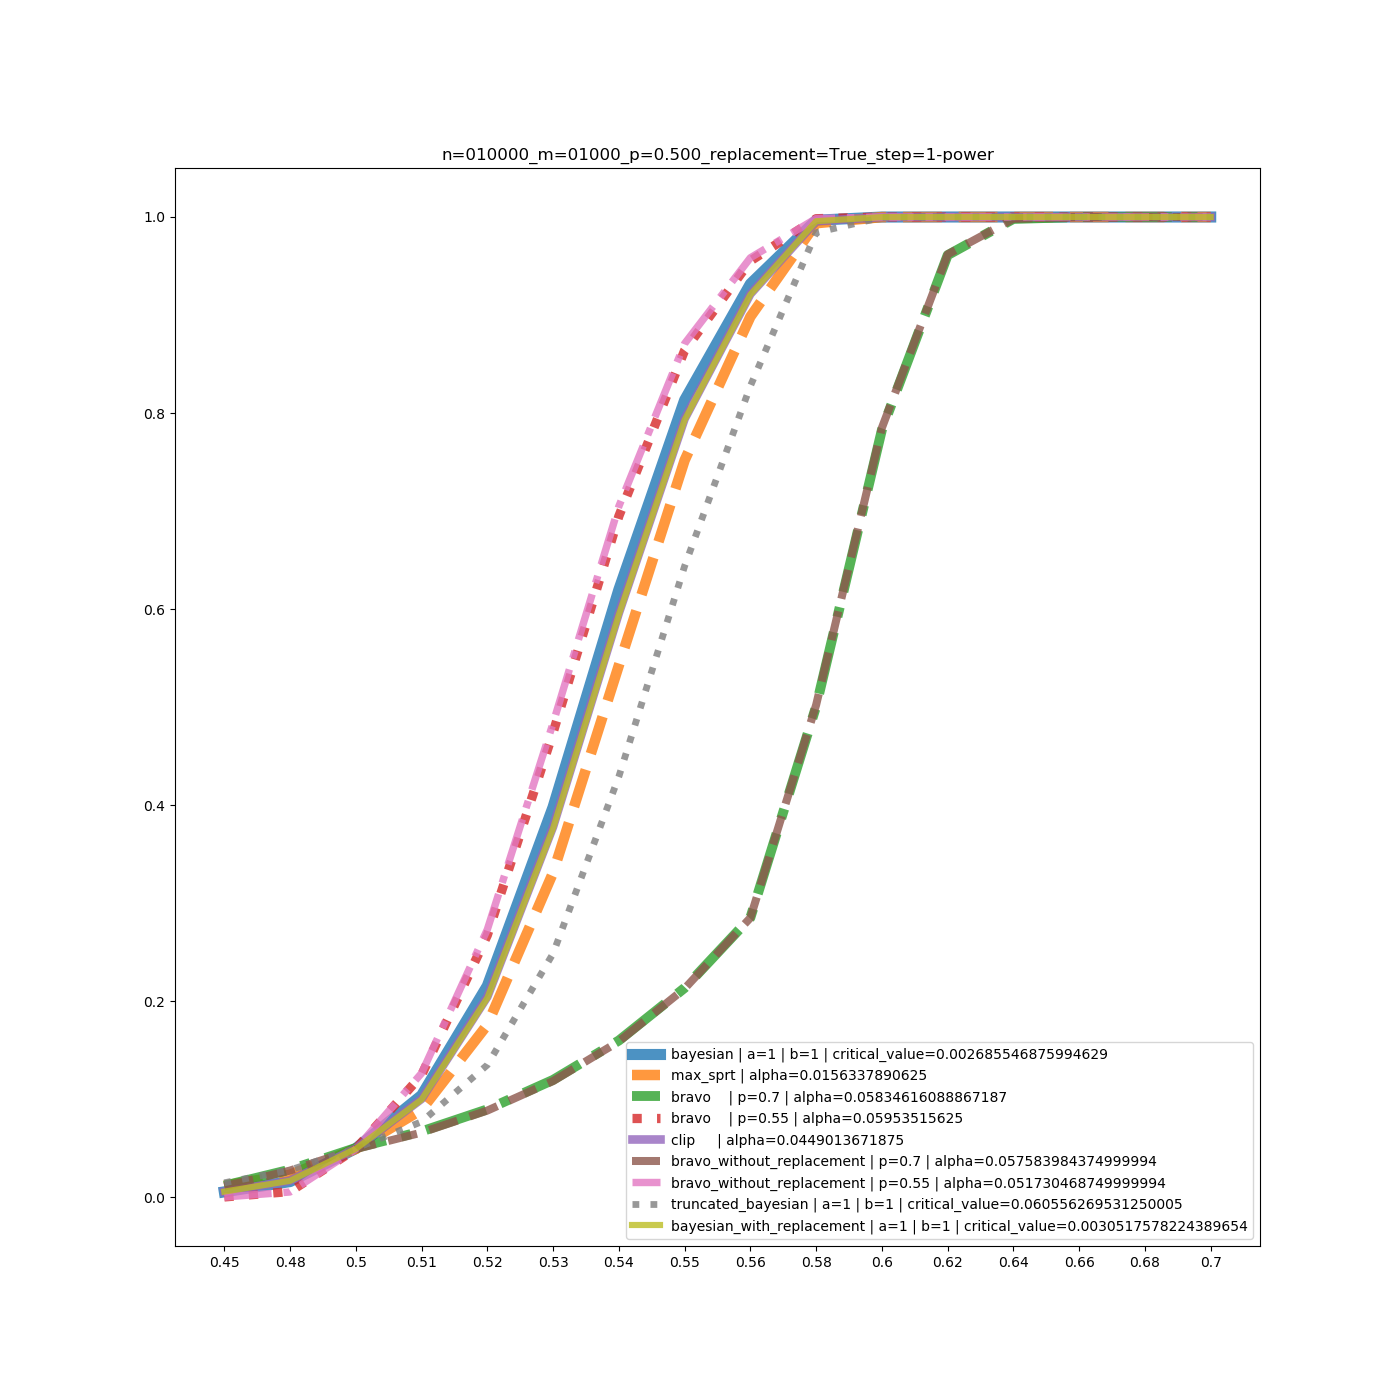 n=010000_m=01000_p=0.500_replacement=True_step=1-power
1.0
0.8
0.6
0.4
0.2
0.0
bayesian | a=1 | b=1 | critical_value=0.002685546875994629
max_sprt | alpha=0.0156337890625
bravo    | p=0.7 | alpha=0.05834616088867187
bravo    | p=0.55 | alpha=0.05953515625
clip     | alpha=0.0449013671875
bravo_without_replacement | p=0.7 | alpha=0.057583984374999994
bravo_without_replacement | p=0.55 | alpha=0.051730468749999994
truncated_bayesian | a=1 | b=1 | critical_value=0.060556269531250005
bayesian_with_replacement | a=1 | b=1 | critical_value=0.0030517578224389654
0.45 0.48 0.5 0.51 0.52 0.53 0.54 0.55 0.56 0.58 0.6 0.62 0.64 0.66 0.68 0.7